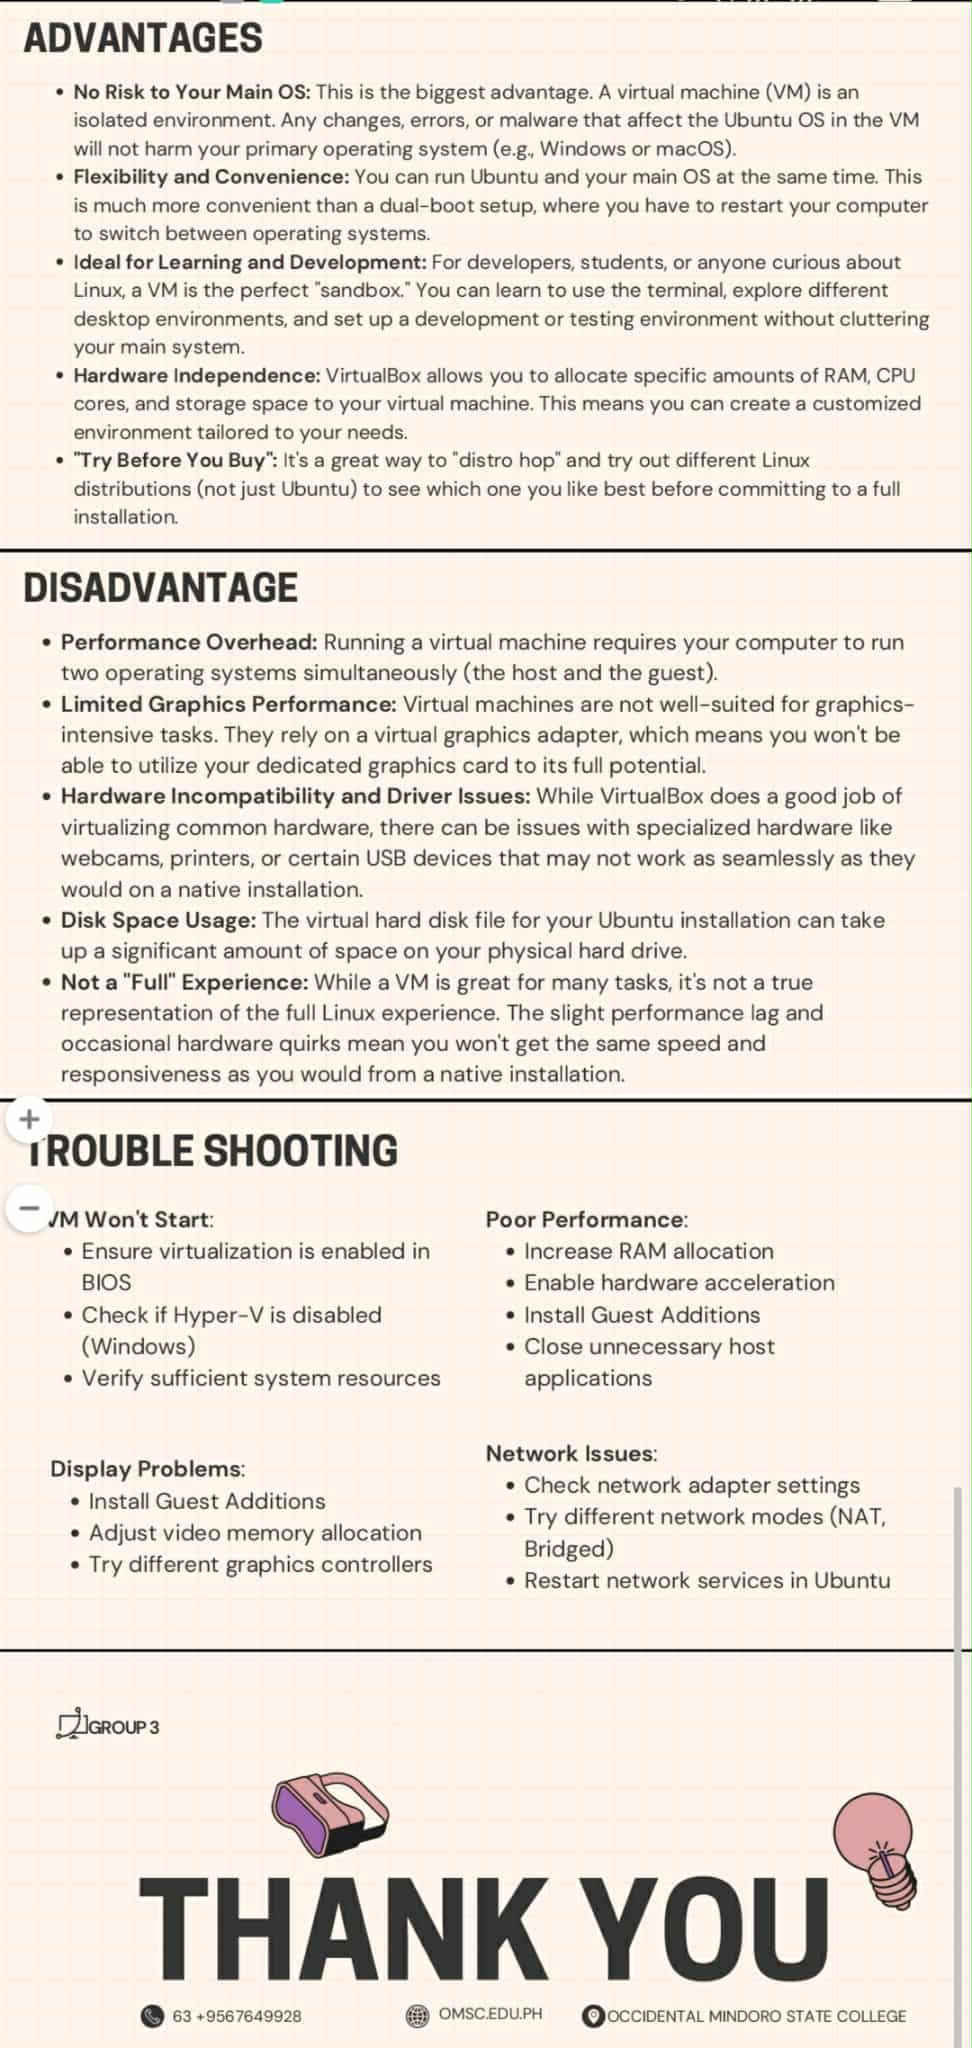 ADVANTAGES
• No Risk to Your Main OS: This is the biggest advantage. A virtual machine (VM) is an
isolated environment. Any changes, errors, or malware that affect the Ubuntu OS in the VM
will not harm your primary operating system (e.g., Windows or macOS).
• Flexibility and Convenience: You can run Ubuntu and your main OS at the same time. This
is much more convenient than a dual-boot setup, where you have to restart your computer
to switch between operating systems.
• Ideal for Learning and Development: For developers, students, or anyone curious about
Linux, a VM is the perfect "sandbox." You can learn to use the terminal, explore different
desktop environments, and set up a development or testing environment without cluttering
your main system.
• Hardware Independence: VirtualBox allows you to allocate specific amounts of RAM, CPU
cores, and storage space to your virtual machine. This means you can create a customized
environment tailored to your needs.
• "Try Before You Buy": It's a great way to "distro hop" and try out different Linux
distributions (not just Ubuntu) to see which one you like best before committing to a full
installation.
DISADVANTAGE
• Performance Overhead: Running a virtual machine requires your computer to run
two operating systems simultaneously (the host and the guest).
• Limited Graphics Performance: Virtual machines are not well-suited for graphics-
intensive tasks. They rely on a virtual graphics adapter, which means you won't be
able to utilize your dedicated graphics card to its full potential.
• Hardware Incompatibility and Driver Issues: While VirtualBox does a good job of
virtualizing common hardware, there can be issues with specialized hardware like
webcams, printers, or certain USB devices that may not work as seamlessly as they
would on a native installation.
• Disk Space Usage: The virtual hard disk file for your Ubuntu installation can take
up a significant amount of space on your physical hard drive.
• Not a "Full" Experience: While a VM is great for many tasks, it's not a true
representation of the full Linux experience. The slight performance lag and
occasional hardware quirks mean you won't get the same speed and
responsiveness as you would from a native installation.
TROUBLE SHOOTING
VM Won't Start:
• Ensure virtualization is enabled in
BIOS
• Check if Hyper-V is disabled
(Windows)
• Verify sufficient system resources
Poor Performance:
• Increase RAM allocation
• Enable hardware acceleration
• Install Guest Additions
• Close unnecessary host
applications
Display Problems:
• Install Guest Additions
• Adjust video memory allocation
• Try different graphics controllers
Network Issues:
• Check network adapter settings
• Try different network modes (NAT,
Bridged)
• Restart network services in Ubuntu
GROUP 3
THANK YOU
63 +9567649928
OMSC.EDU.PH
OCCIDENTAL MINDORO STATE COLLEGE